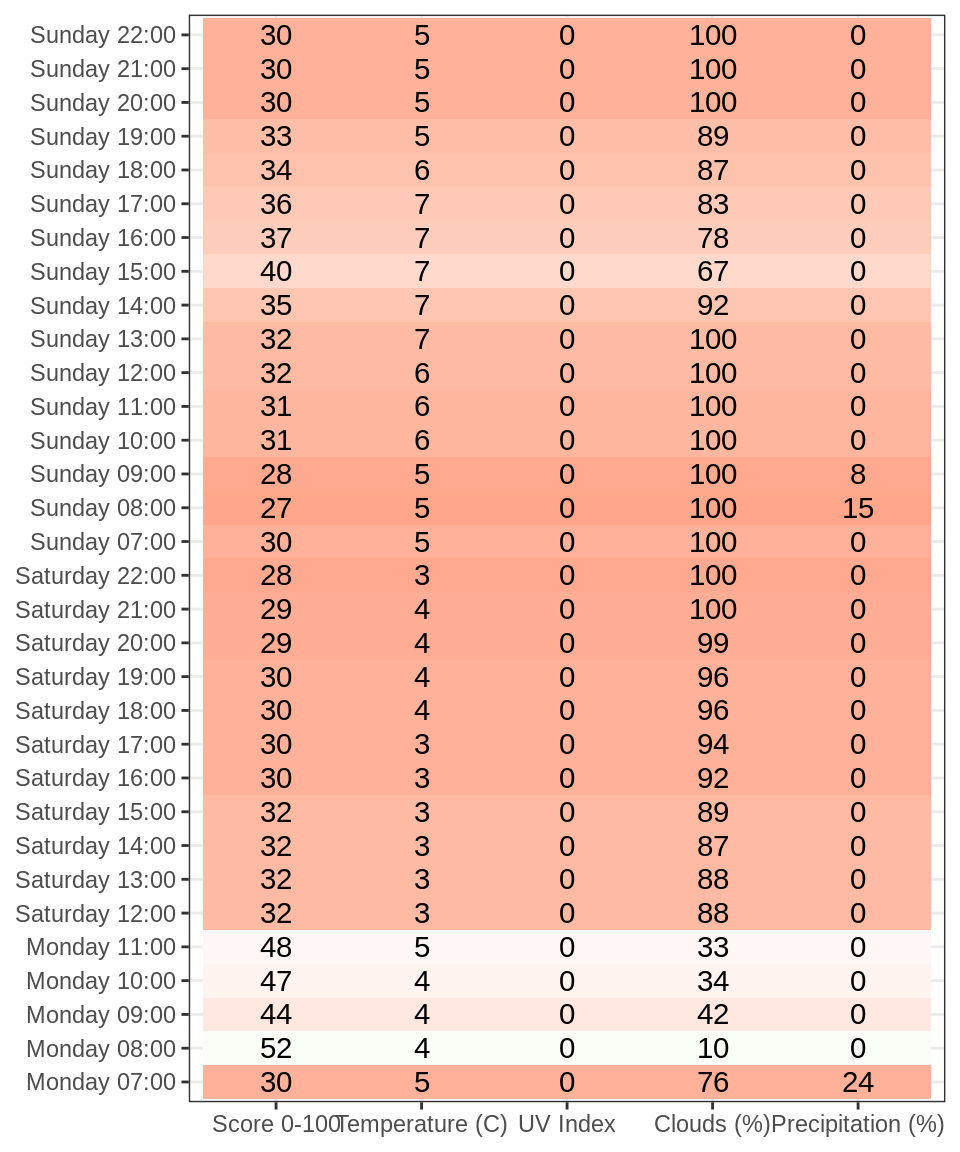 Sunday 22:00 30 5 0 100 0
Sunday 21:00 30 5 0 100 0
Sunday 20:00 30 5 0 100 0
Sunday 19:00 33 5 0 89 0
Sunday 18:00 34 6 0 87 0
Sunday 17:00 36 7 0 83 0
Sunday 16:00 37 7 0 78 0
Sunday 15:00 40 7 0 67 0
Sunday 14:00 35 7 0 92 0
Sunday 13:00 32 7 0 100 0
Sunday 12:00 32 6 0 100 0
Sunday 11:00 31 6 0 100 0
Sunday 10:00 31 6 0 100 0
Sunday 09:00 28 5 0 100 8
Sunday 08:00 27 5 0 100 15
Sunday 07:00 30 5 0 100 0
Saturday 22:00 28 3 0 100 0
Saturday 21:00 29 4 0 100 0
Saturday 20:00 29 4 0 99 0
Saturday 19:00 30 4 0 96 0
Saturday 18:00 30 4 0 96 0
Saturday 17:00 30 3 0 94 0
Saturday 16:00 30 3 0 92 0
Saturday 15:00 32 3 0 89 0
Saturday 14:00 32 3 0 87 0
Saturday 13:00 32 3 0 88 0
Saturday 12:00 32 3 0 88 0
Monday 11:00 48 5 0 33 0
Monday 10:00 47 4 0 34 0
Monday 09:00 44 4 0 42 0
Monday 08:00 52 4 0 10 0
Monday 07:00 30 5 0 76 24
Score 0-100 Temperature (C) UV Index Clouds (%) Precipitation (%)